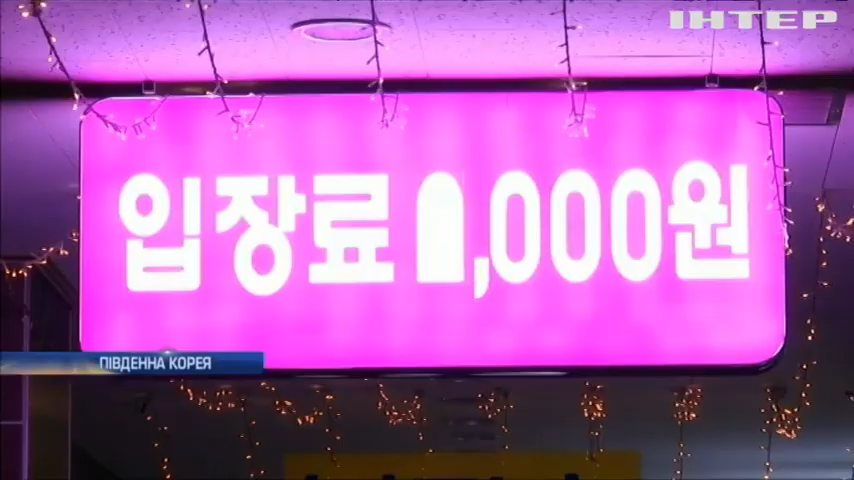 ІНТЕР
입장료 ,000원
ПІВДЕННА КОРЕЯ